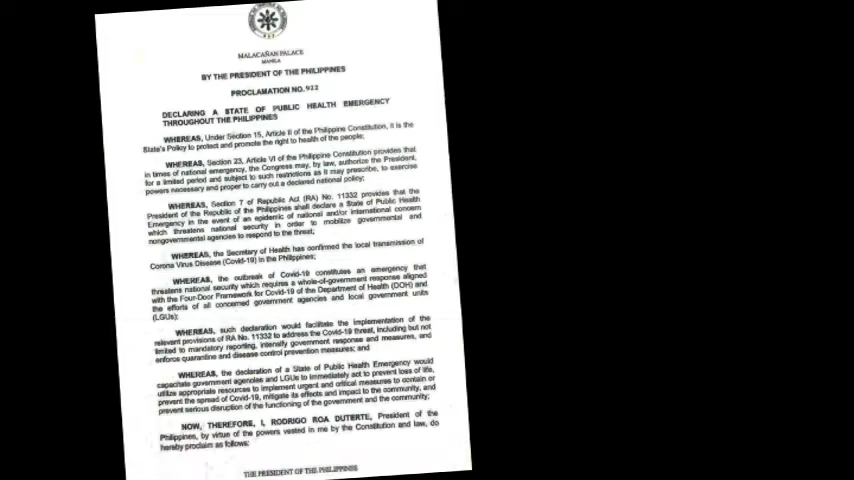 MALACAÑAN PALACE
MANILA
BY THE PRESIDENT OF THE PHILIPPINES
PROCLAMATION NO. 922
DECLARING A STATE OF PUBLIC HEALTH EMERGENCY
THROUGHOUT THE PHILIPPINES
WHEREAS, Under Section 15, Article II of the Philippine Constitution, it is the
State's Policy to protect and promote the right to health of the people;
WHEREAS, Section 23, Article VI of the Philippine Constitution provides that
in times of national emergency, the Congress may, by law, authorize the President,
for a limited period and subject to such restrictions as it may prescribe, to exercise
powers necessary and proper to carry out a declared national policy;
WHEREAS, Section 7 of Republic Act (RA) No. 11332 provides that the
President of the Republic of the Philippines shall declare a State of Public Health
Emergency in the event of an epidemic of national and/or international concern
which threatens national security in order to mobilize governmental and
nongovernmental agencies to respond to the threat;
WHEREAS, the Secretary of Health has confirmed the local transmission of
Corona Virus Disease (Covid-19) in the Philippines;
WHEREAS, the outbreak of Covid-19 constitutes an emergency that
threatens national security which requires a whole-of-government response aligned
with the Four-Door Framework for Covid-19 of the Department of Health (DOH) and
the efforts of all concerned government agencies and local government units
(LGUs);
WHEREAS, such declaration would facilitate the implementation of the
relevant provisions of RA No. 11332 to address the Covid-19 threat, including but not
limited to mandatory reporting, intensify government response and measures, and
enforce quarantine and disease control prevention measures; and
WHEREAS, the declaration of a State of Public Health Emergency would
capacitate government agencies and LGUs to immediately act to prevent loss of life,
utilize appropriate resources to implement urgent and critical measures to contain or
prevent the spread of Covid-19, mitigate its effects and impact to the community, and
prevent serious disruption of the functioning of the government and the community;
NOW, THEREFORE, I, RODRIGO ROA DUTERTE, President of the
Philippines, by virtue of the powers vested in me by the Constitution and law, do
hereby proclaim as follows:
THE PRESIDENT OF THE PHILIPPINES